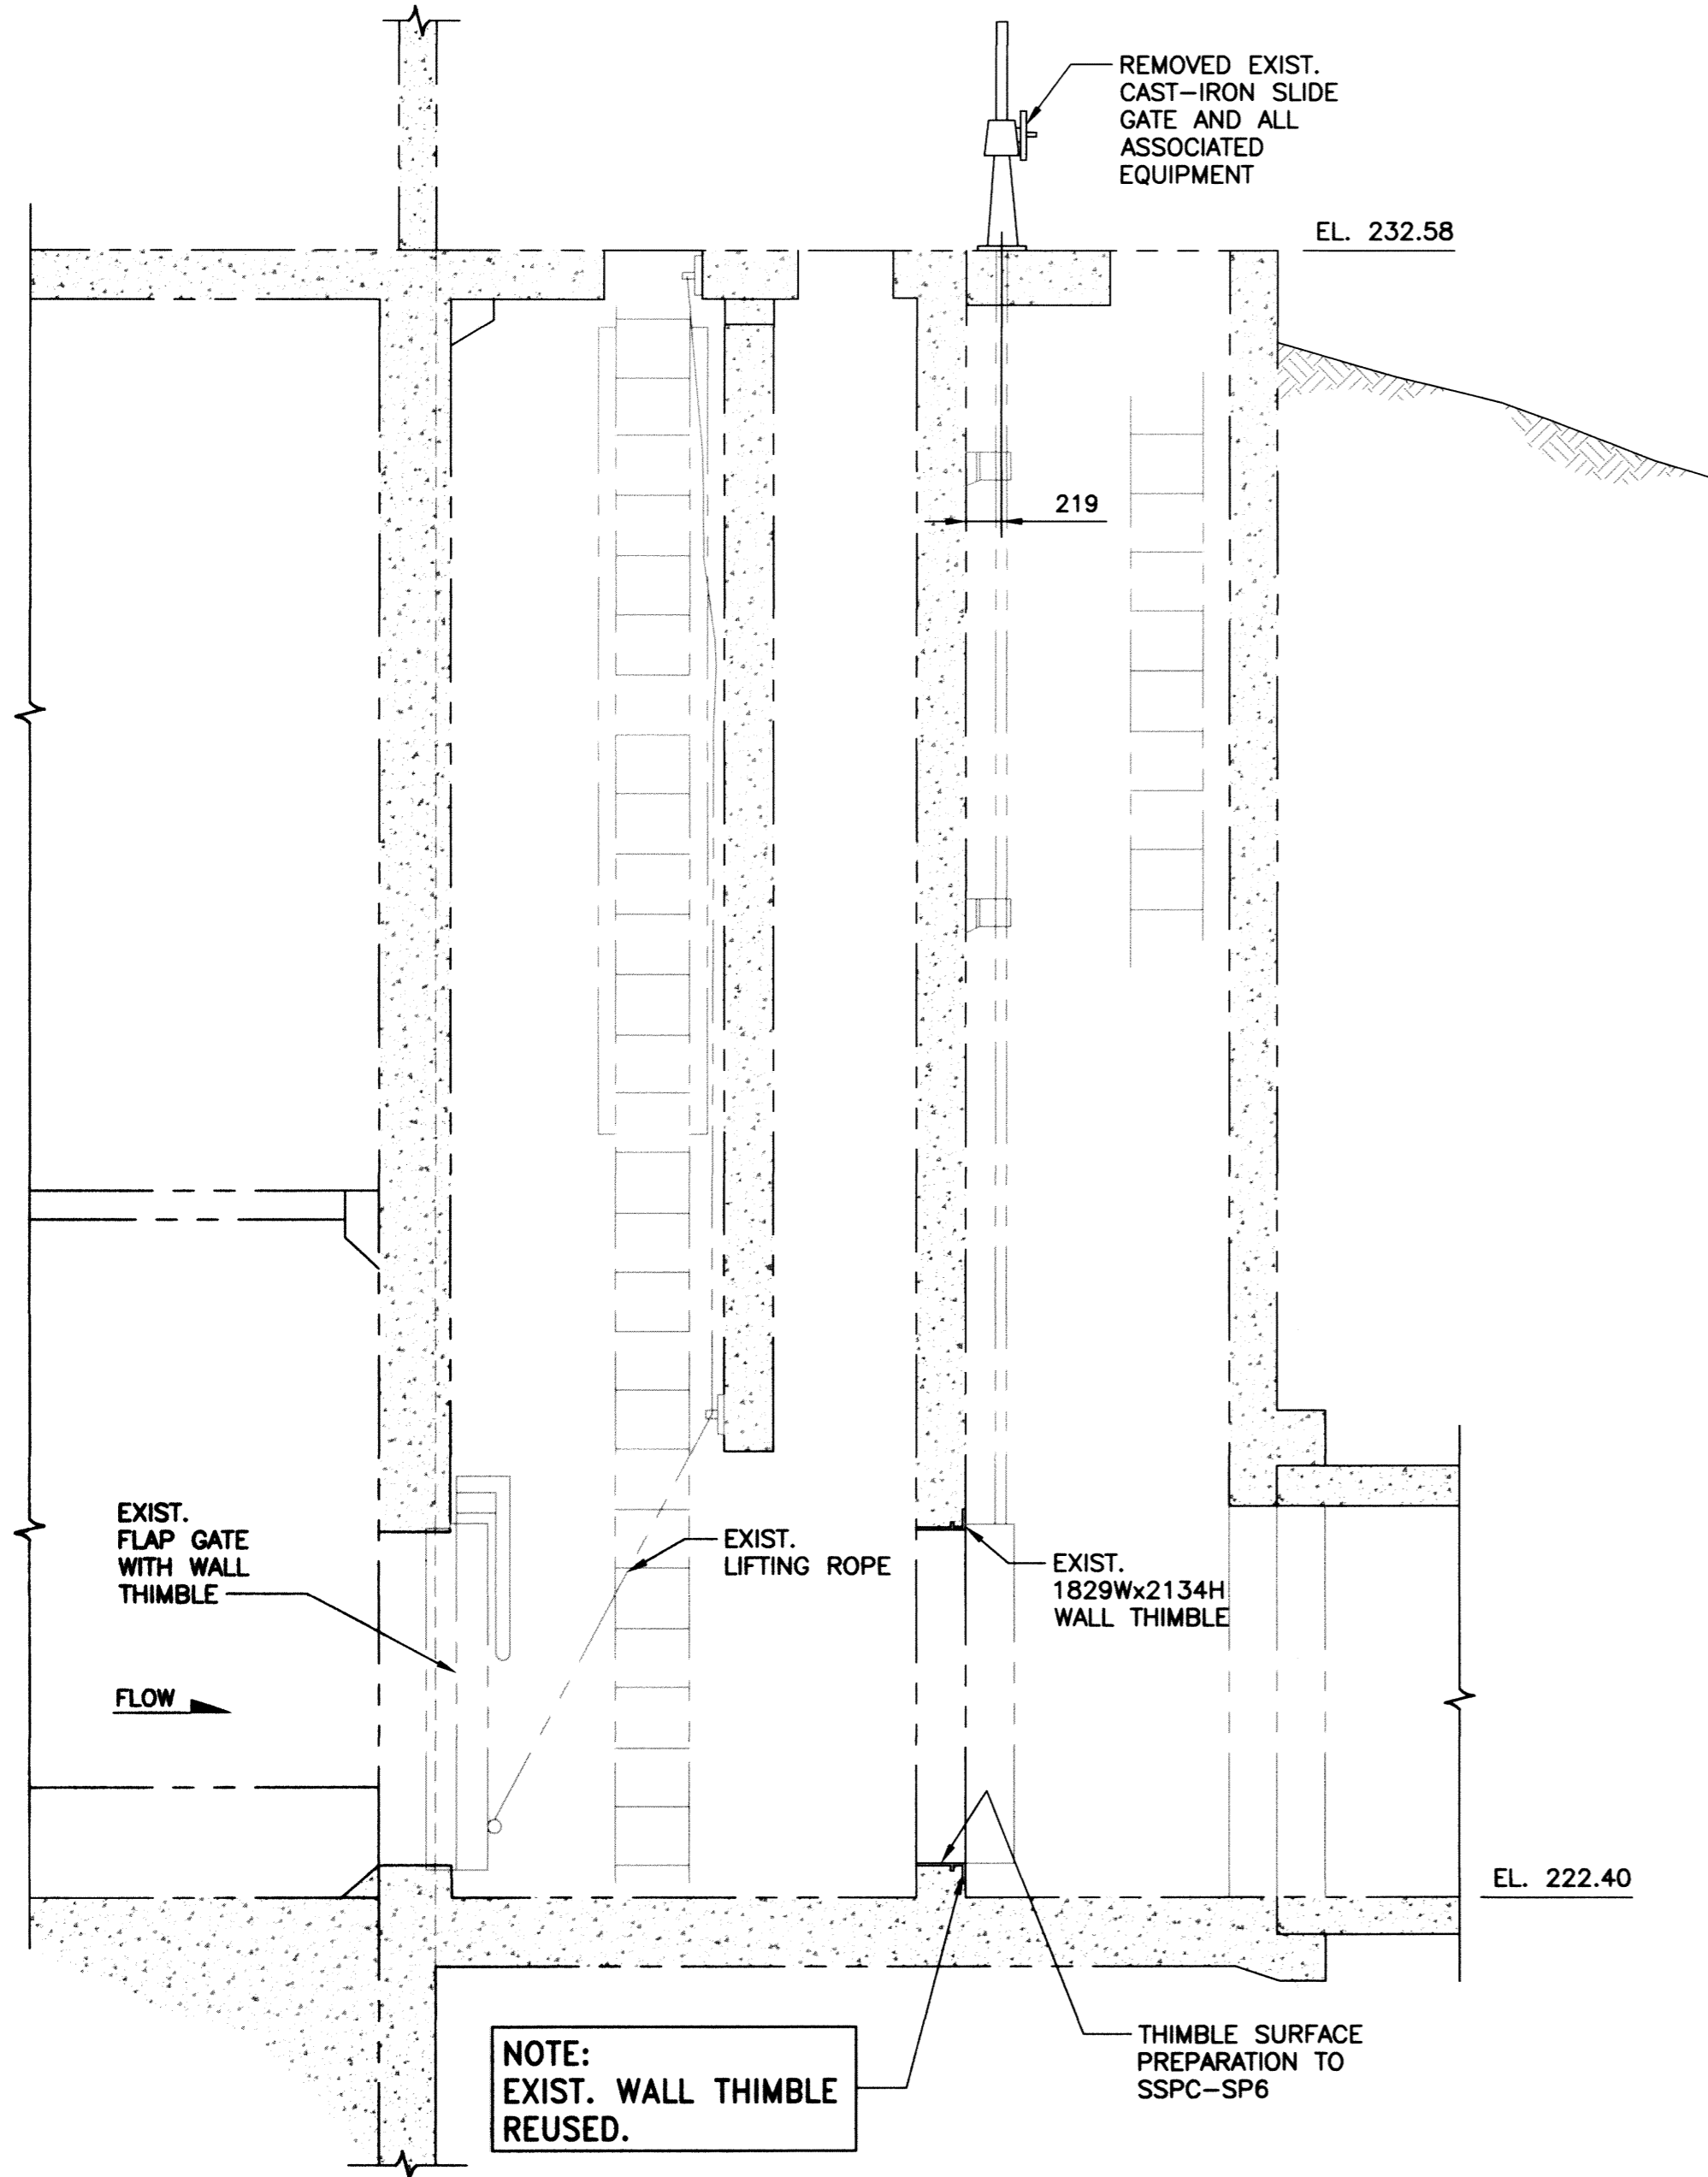 REMOVED EXIST.
CAST-IRON SLIDE
GATE AND ALL
ASSOCIATED
EQUIPMENT
EL. 232.58
219
EXIST.
FLAP GATE
WITH WALL
THIMBLE
EXIST.
LIFTING ROPE
EXIST.
1829Wx2134H
WALL THIMBLE
FLOW
EL. 222.40
NOTE:
EXIST. WALL THIMBLE
REUSED.
THIMBLE SURFACE
PREPARATION TO
SSPC-SP6